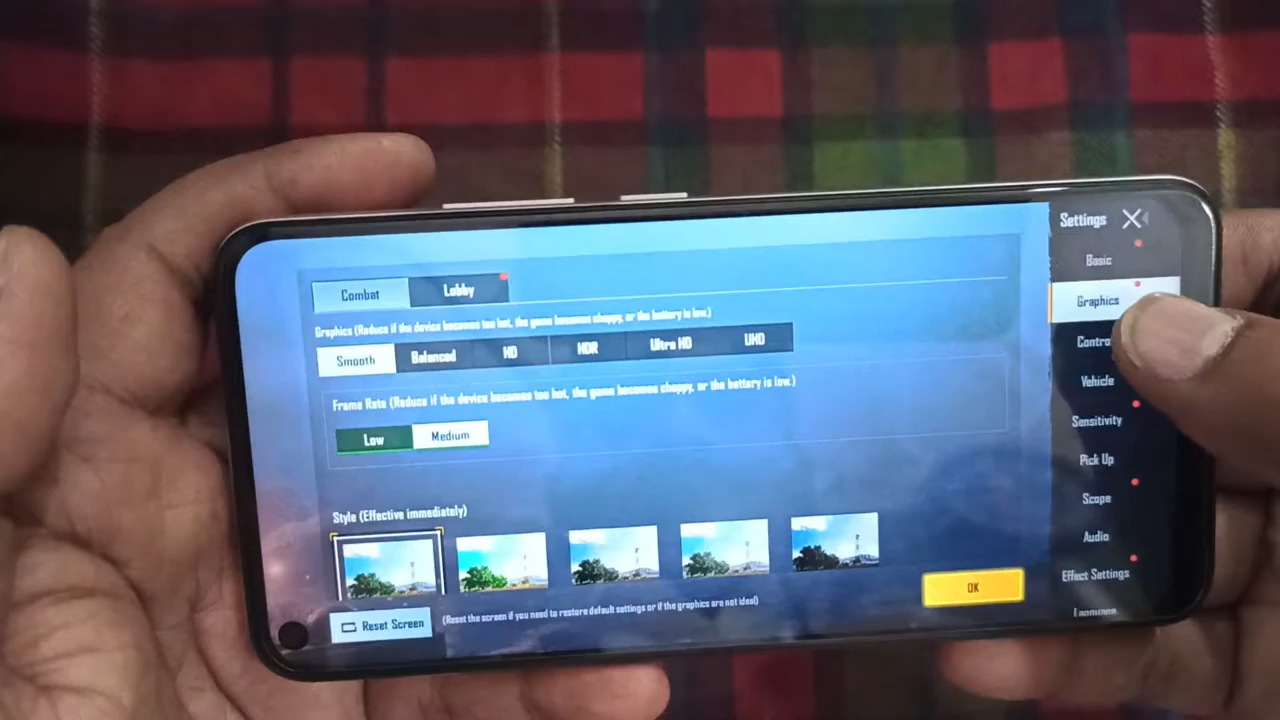 Settings
Combat
Lobby
Graphics (Reduce if the device becomes too hot, the game becomes choppy, or the battery is low.)
Smooth Balanced HD HDR Ultra HD UHD
Frame Rate (Reduce if the device becomes too hot, the game becomes choppy, or the battery is low.)
Low Medium
Style (Effective immediately)
Reset Screen
(Reset the screen if you need to restore default settings or if the graphics are not ideal)
OK
Basic
Graphics
Contro
Vehicle
Sensitivity
Pick Up
Scope
Audio
Effect Settings
Language